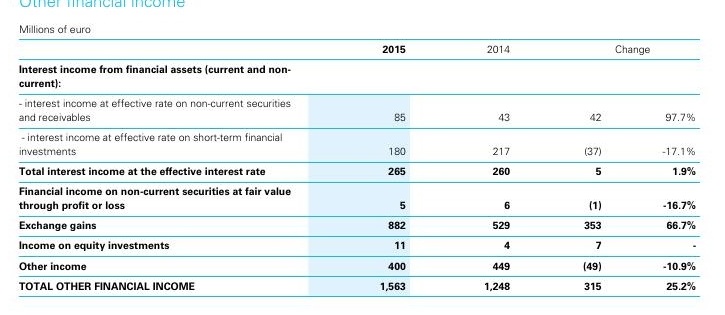 Other financial income
Millions of euro
2015 2014 Change
Interest income from financial assets (current and non-
current):
- interest income at effective rate on non-current securities
and receivables 85 43 42 97.7%
- interest income at effective rate on short-term financial
investments 180 217 (37) -17.1%
Total interest income at the effective interest rate 265 260 5 1.9%
Financial income on non-current securities at fair value
through profit or loss 5 6 (1) -16.7%
Exchange gains 882 529 353 66.7%
Income on equity investments 11 4 7 -
Other income 400 449 (49) -10.9%
TOTAL OTHER FINANCIAL INCOME 1,563 1,248 315 25.2%